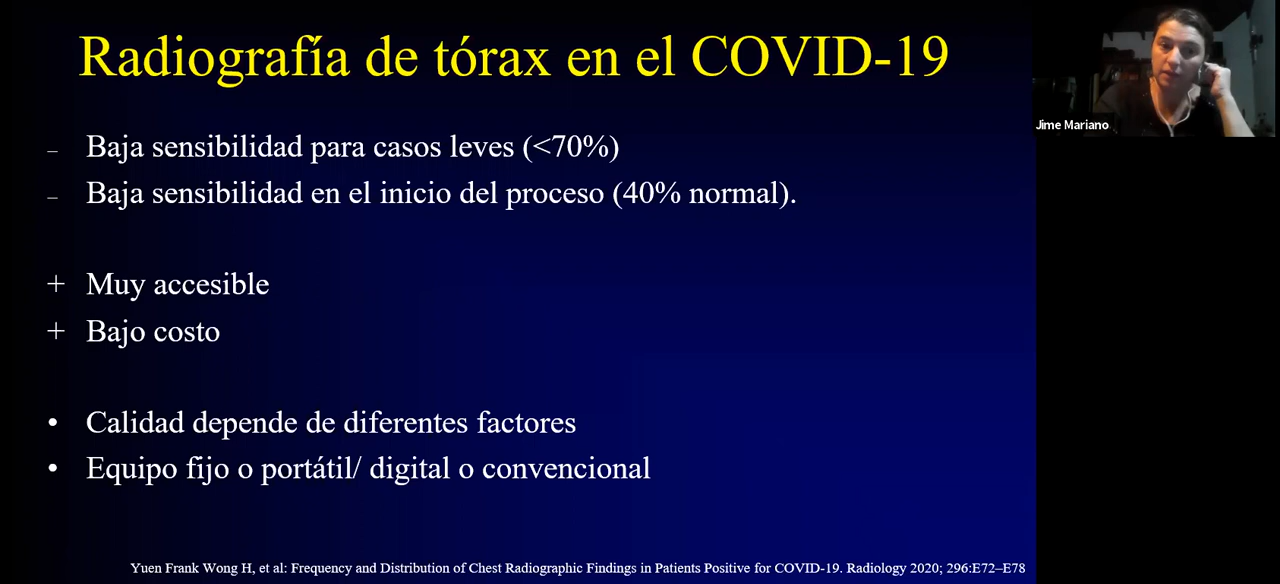 Radiografía de tórax en el COVID-19
– Baja sensibilidad para casos leves (<70%)
– Baja sensibilidad en el inicio del proceso (40% normal).
+ Muy accesible
+ Bajo costo
• Calidad depende de diferentes factores
• Equipo fijo o portátil/ digital o convencional
Yuen Frank Wong H, et al: Frequency and Distribution of Chest Radiographic Findings in Patients Positive for COVID-19. Radiology 2020; 296:E72–E78
Jime Mariano